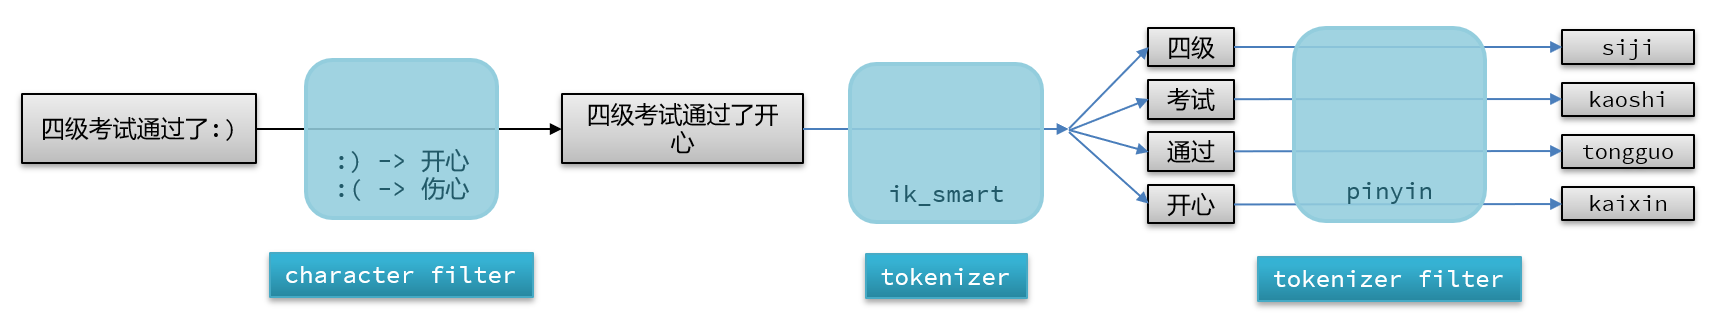 四级考试通过了:)
:) -> 开心
:( -> 伤心
character filter
四级考试通过了开
心
ik_smart
tokenizer
四级
考试
通过
开心
pinyin
tokenizer filter
siji
kaoshi
tongguo
kaixin